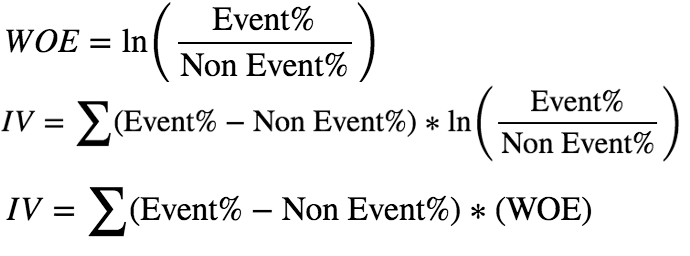 WOE = ln(Event% / Non Event%)
IV = ∑(Event% − Non Event%) ∗ ln(Event% / Non Event%)
IV = ∑(Event% − Non Event%) ∗ (WOE)